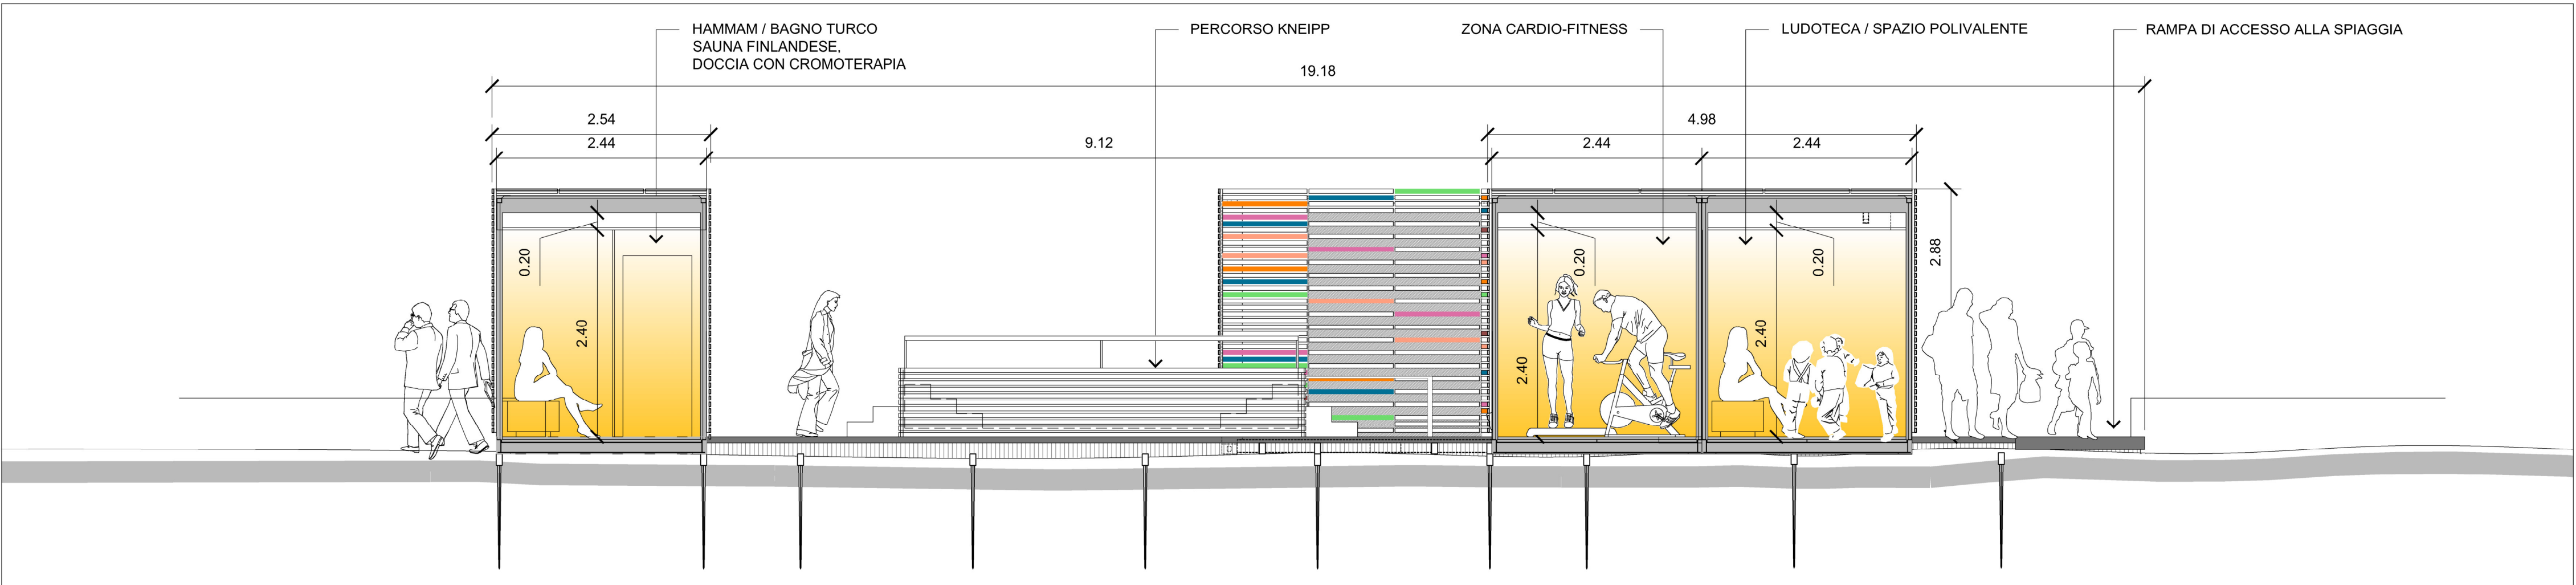 HAMMAM / BAGNO TURCO
SAUNA FINLANDESE,
DOCCIA CON CROMOTERAPIA
PERCORSO KNEIPP
ZONA CARDIO-FITNESS
LUDOTECA / SPAZIO POLIVALENTE
RAMPA DI ACCESSO ALLA SPIAGGIA
19.18
2.54
4.98
2.44
9.12
2.44
2.44
0.20
2.40
0.20
2.40
0.20
2.40
2.88